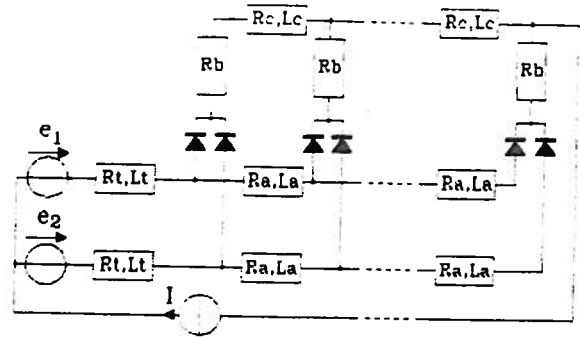 Rc,Lc Rc,Lc
Rb Rb Rb
e1
Rt,Lt Ra,La Ra,La
e2
Rt,Lt Ra,La Ra,La
I